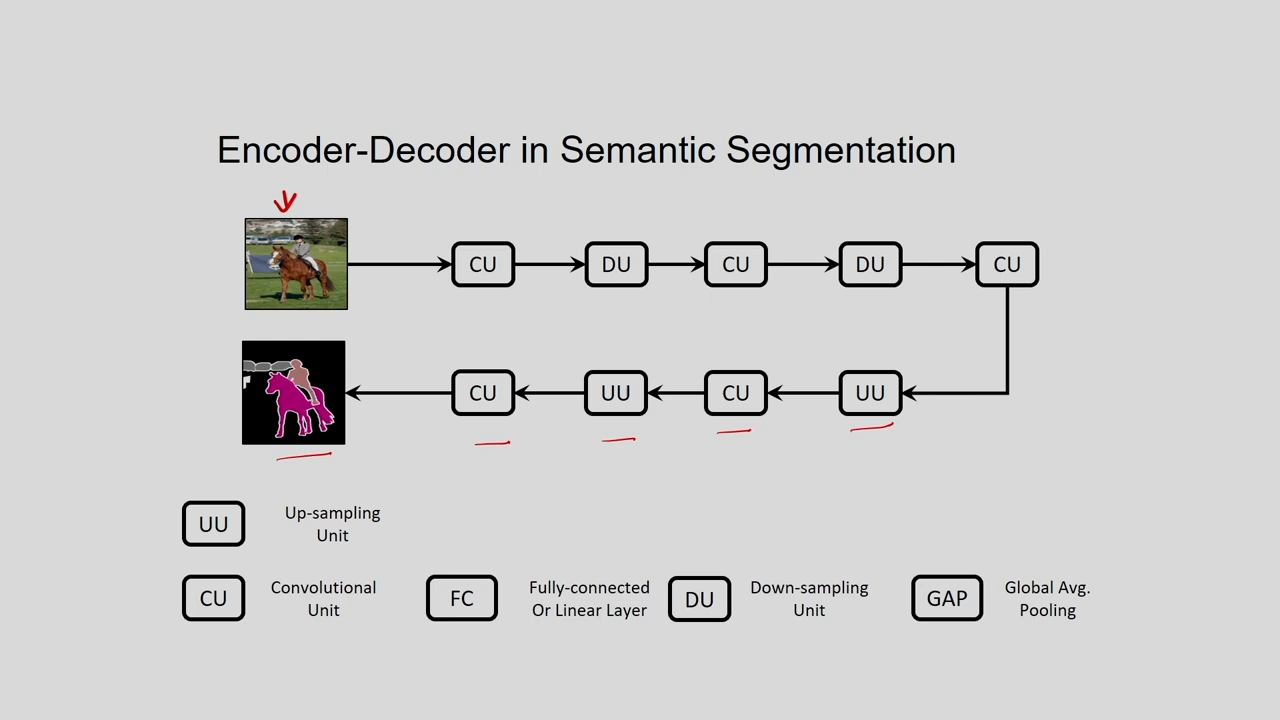 Encoder-Decoder in Semantic Segmentation
CU DU CU DU CU
CU UU CU UU
UU
Up-sampling
Unit
CU
Convolutional
Unit
FC
Fully-connected
Or Linear Layer
DU
Down-sampling
Unit
GAP
Global Avg.
Pooling